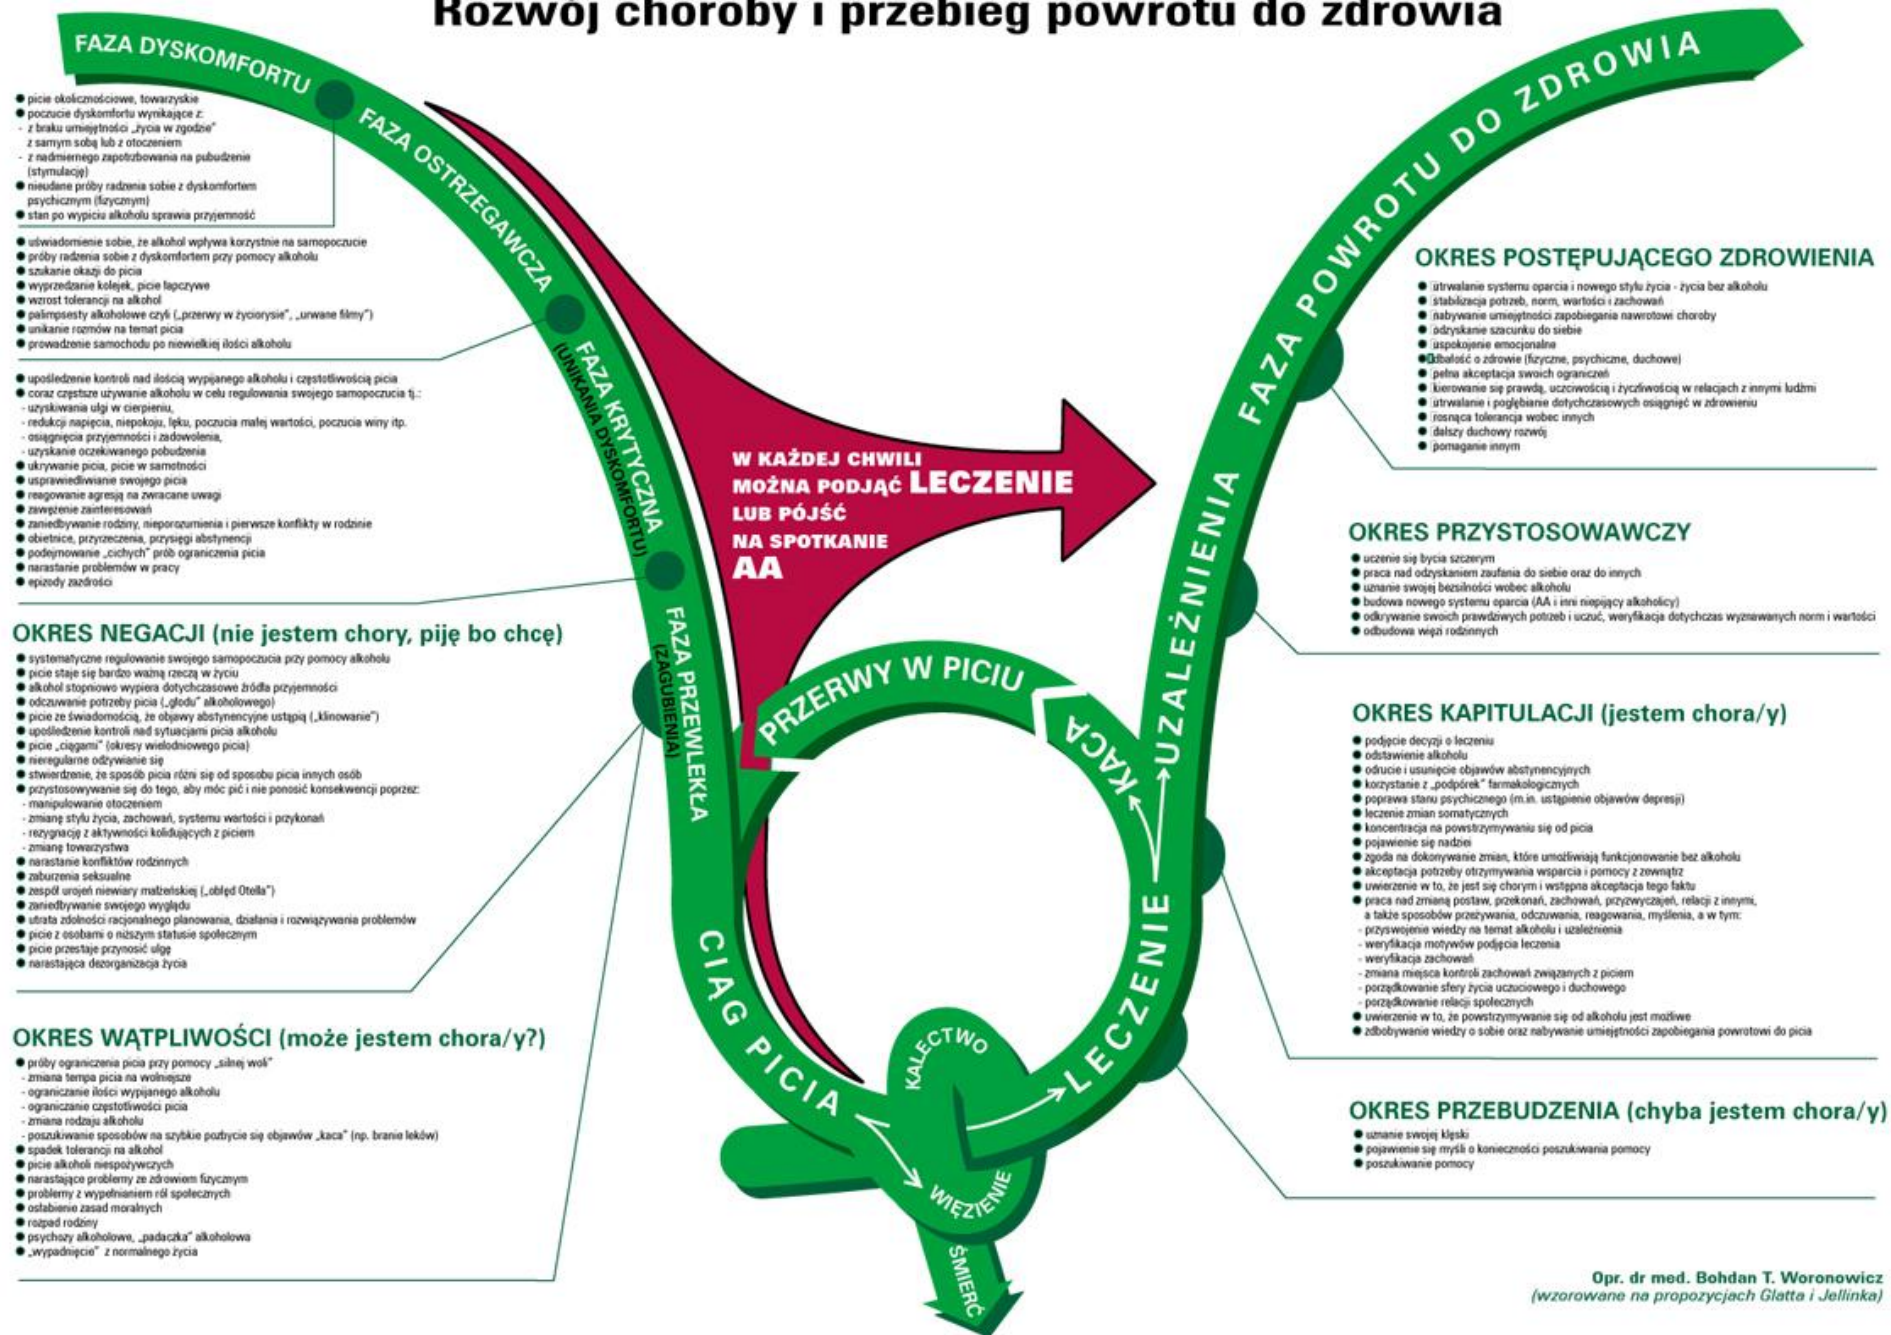 Rozwój choroby i przebieg powrotu do zdrowia
FAZA DYSKOMFORTU
● picie okolicznościowe, towarzyskie
● poczucie dyskomfortu wynikające z:
- z braku umiejętności „życia w zgodzie"
z samym sobą lub z otoczeniem
- z nadmiernego zapotrzbowania na pubudzenie
(stymulację)
● nieudane próby radzenia sobie z dyskomfortem
psychicznym (fizycznym)
● stan po wypiciu alkoholu sprawia przyjemność
FAZA OSTRZEGAWCZA
● uświadomienie sobie, że alkohol wpływa korzystnie na samopoczucie
● próby radzenia sobie z dyskomfortem przy pomocy alkoholu
● szukanie okazji do picia
● wyprzedzanie kolejek, picie łapczywe
● wzrost tolerancji na alkohol
● palimpsesty alkoholowe czyli („przerwy w życiorysie", „urwane filmy")
● unikanie rozmów na temat picia
● prowadzenie samochodu po niewielkiej ilości alkoholu
FAZA KRYTYCZNA
(UNIKANIA DYSKOMFORTU)
● upośledzenie kontroli nad ilością wypijanego alkoholu i częstotliwością picia
● coraz częstsze używanie alkoholu w celu regulowania swojego samopoczucia tj.:
- uzyskiwania ulgi w cierpieniu,
- redukcji napięcia, niepokoju, lęku, poczucia małej wartości, poczucia winy itp.
- osiągnięcia przyjemności i zadowolenia,
- uzyskanie oczekiwanego pobudzenia
● ukrywanie picia, picie w samotności
● usprawiedliwianie swojego picia
● reagowanie agresją na zwracane uwagi
● zawężenie zainteresowań
● zaniedbywanie rodziny, nieporozumienia i pierwsze konflikty w rodzinie
● obietnice, przyrzeczenia, przysięgi abstynencji
● podejmowanie „cichych" prób ograniczenia picia
● narastanie problemów w pracy
● epizody zazdrości
FAZA PRZEWLEKŁA
(ZAGUBIENIA)
OKRES NEGACJI (nie jestem chory, piję bo chcę)
● systematyczne regulowanie swojego samopoczucia przy pomocy alkoholu
● picie staje się bardzo ważną rzeczą w życiu
● alkohol stopniowo wypiera dotychczasowe źródła przyjemności
● odczuwanie potrzeby picia („głodu" alkoholowego)
● picie ze świadomością, że objawy abstynencyjne ustąpią („klinowanie")
● upośledzenie kontroli nad sytuacjami picia alkoholu
● picie „ciągami" (okresy wielodniowego picia)
● nieregularne odżywianie się
● stwierdzenie, że sposób picia różni się od sposobu picia innych osób
● przystosowywanie się do tego, aby móc pić i nie ponosić konsekwencji poprzez:
- manipulowanie otoczeniem
- zmianę stylu życia, zachowań, systemu wartości i przykonań
- rezygnację z aktywności kolidujących z piciem
- zmianę towarzystwa
● narastanie konfliktów rodzinnych
● zaburzenia seksualne
● zespół urojeń niewiary małżeńskiej („obłęd Otella")
● zaniedbywanie swojego wyglądu
● utrata zdolności racjonalnego planowania, działania i rozwiązywania problemów
● picie z osobami o niższym statusie społecznym
● picie przestaje przynosić ulgę
● narastająca dezorganizacja życia
OKRES WĄTPLIWOŚCI (może jestem chora/y?)
● próby ograniczenia picia przy pomocy „silnej woli"
- zmiana tempa picia na wolniejsze
- ograniczanie ilości wypijanego alkoholu
- ograniczanie częstotliwości picia
- zmiana rodzaju alkoholu
- poszukiwanie sposobów na szybkie pozbycie się objawów „kaca" (np. branie leków)
● spadek tolerancji na alkohol
● picie alkoholi niespożywczych
● narastające problemy ze zdrowiem fizycznym
● problemy z wypełnianiem ról społecznych
● osłabienie zasad moralnych
● rozpad rodziny
● psychozy alkoholowe, „padaczka" alkoholowa
● „wypadnięcie" z normalnego życia
W KAŻDEJ CHWILI
MOŻNA PODJĄĆ LECZENIE
LUB PÓJŚĆ
NA SPOTKANIE
AA
PRZERWY W PICIU
KACA
CIĄG PICIA
KALECTWO
WIĘZIENIE
ŚMIERĆ
LECZENIE
UZALEŻNIENIA
FAZA POWROTU DO ZDROWIA
OKRES POSTĘPUJĄCEGO ZDROWIENIA
● utrwalanie systemu oparcia i nowego stylu życia - życia bez alkoholu
● stabilizacja potrzeb, norm, wartości i zachowań
● nabywanie umiejętności zapobiegania nawrotowi choroby
● odzyskanie szacunku do siebie
● uspokojenie emocjonalne
● dbałość o zdrowie (fizyczne, psychiczne, duchowe)
● pełna akceptacja swoich ograniczeń
● kierowanie się prawdą, uczciwością i życzliwością w relacjach z innymi ludźmi
● utrwalanie i pogłębianie dotychczasowych osiągnięć w zdrowieniu
● rosnąca tolerancja wobec innych
● dalszy duchowy rozwój
● pomaganie innym
OKRES PRZYSTOSOWAWCZY
● uczenie się bycia szczerym
● praca nad odzyskaniem zaufania do siebie oraz do innych
● uznanie swojej bezsilności wobec alkoholu
● budowa nowego systemu oparcia (AA i inni niepijący alkoholicy)
● odkrywanie swoich prawdziwych potrzeb i uczuć, weryfikacja dotychczas wyznawanych norm i wartości
● odbudowa więzi rodzinnych
OKRES KAPITULACJI (jestem chora/y)
● podjęcie decyzji o leczeniu
● odstawienie alkoholu
● odrucie i usunięcie objawów abstynencyjnych
● korzystanie z „podpórek" farmakologicznych
● poprawa stanu psychicznego (m.in. ustąpienie objawów depresji)
● leczenie zmian somatycznych
● koncentracja na powstrzymywaniu się od picia
● pojawienie się nadziei
● zgoda na dokonywanie zmian, które umożliwiają funkcjonowanie bez alkoholu
● akceptacja potrzeby otrzymywania wsparcia i pomocy z zewnątrz
● uwierzenie w to, że jest się chorym i wstępna akceptacja tego faktu
● praca nad zmianą postaw, przekonań, zachowań, przyzwyczajeń, relacji z innymi,
a także sposobów przeżywania, odczuwania, reagowania, myślenia, a w tym:
- przyswojenie wiedzy na temat alkoholu i uzależnienia
- weryfikacja motywów podjęcia leczenia
- weryfikacja zachowań
- zmiana miejsca kontroli zachowań związanych z piciem
- porządkowanie sfery życia uczuciowego i duchowego
- porządkowanie relacji społecznych
● uwierzenie w to, że powstrzymywanie się od alkoholu jest możliwe
● zdbobywanie wiedzy o sobie oraz nabywanie umiejętności zapobiegania powrotowi do picia
OKRES PRZEBUDZENIA (chyba jestem chora/y)
● uznanie swojej klęski
● pojawienie się myśli o konieczności poszukiwania pomocy
● poszukiwanie pomocy
Opr. dr med. Bohdan T. Woronowicz
(wzorowane na propozycjach Glatta i Jellinka)